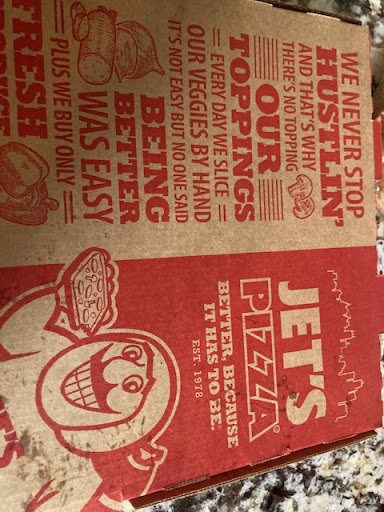 WE NEVER STOP
HUSTLIN'
AND THAT'S WHY
THERE'S NO TOPPING
OUR
TOPPINGS
EVERY DAY WE SLICE
OUR VEGGIES BY HAND
IT'S NOT EASY BUT NO ONE SAID
BEING
BETTER
WAS EASY
PLUS WE BUY ONLY
FRESH
JET'S
PIZZA®
BETTER, BECAUSE
IT HAS TO BE.
EST. 1978